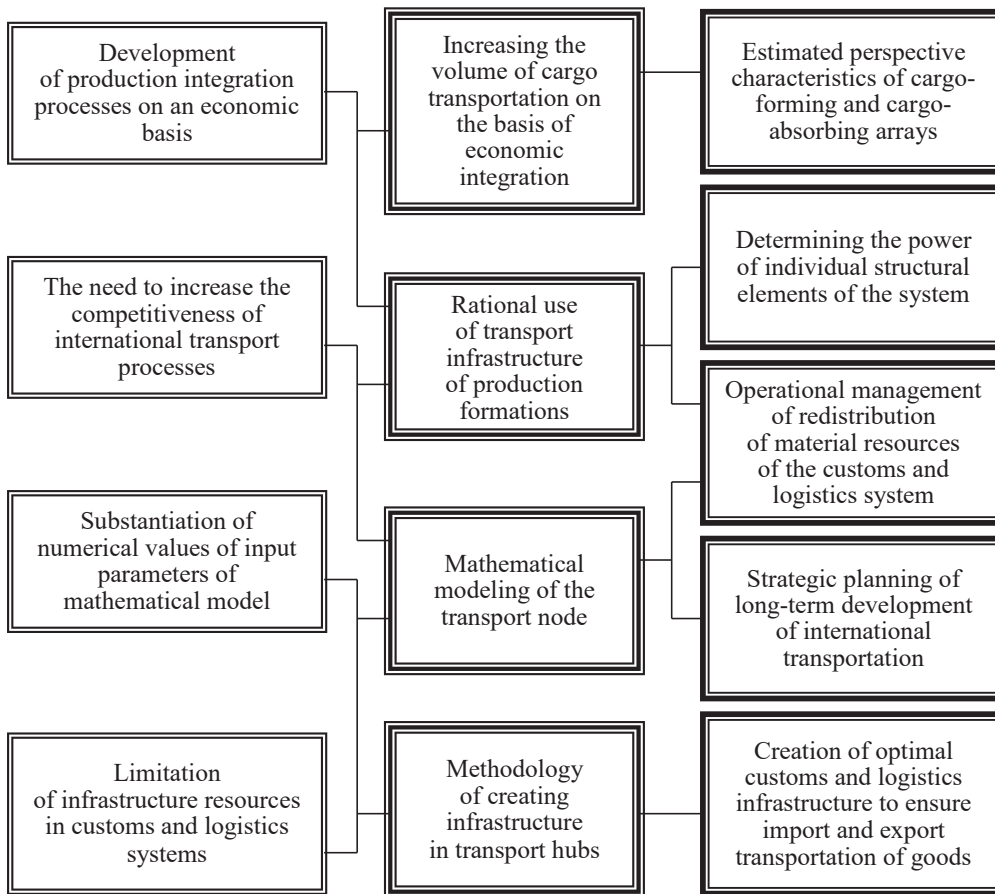 Development
of production integration
processes on an economic
basis
Increasing the
volume of cargo
transportation on
the basis of
economic
integration
Estimated perspective
characteristics of cargo-
forming and cargo-
absorbing arrays
The need to increase the
competitiveness of
international transport
processes
Rational use
of transport
infrastructure
of production
formations
Determining the power
of individual structural
elements of the system
Operational management
of redistribution
of material resources
of the customs and
logistics system
Substantiation of
numerical values of input
parameters of
mathematical model
Mathematical
modeling of the
transport node
Strategic planning of
long-term development
of international
transportation
Limitation
of infrastructure resources
in customs and logistics
systems
Methodology
of creating
infrastructure
in transport hubs
Creation of optimal
customs and logistics
infrastructure to ensure
import and export
transportation of goods